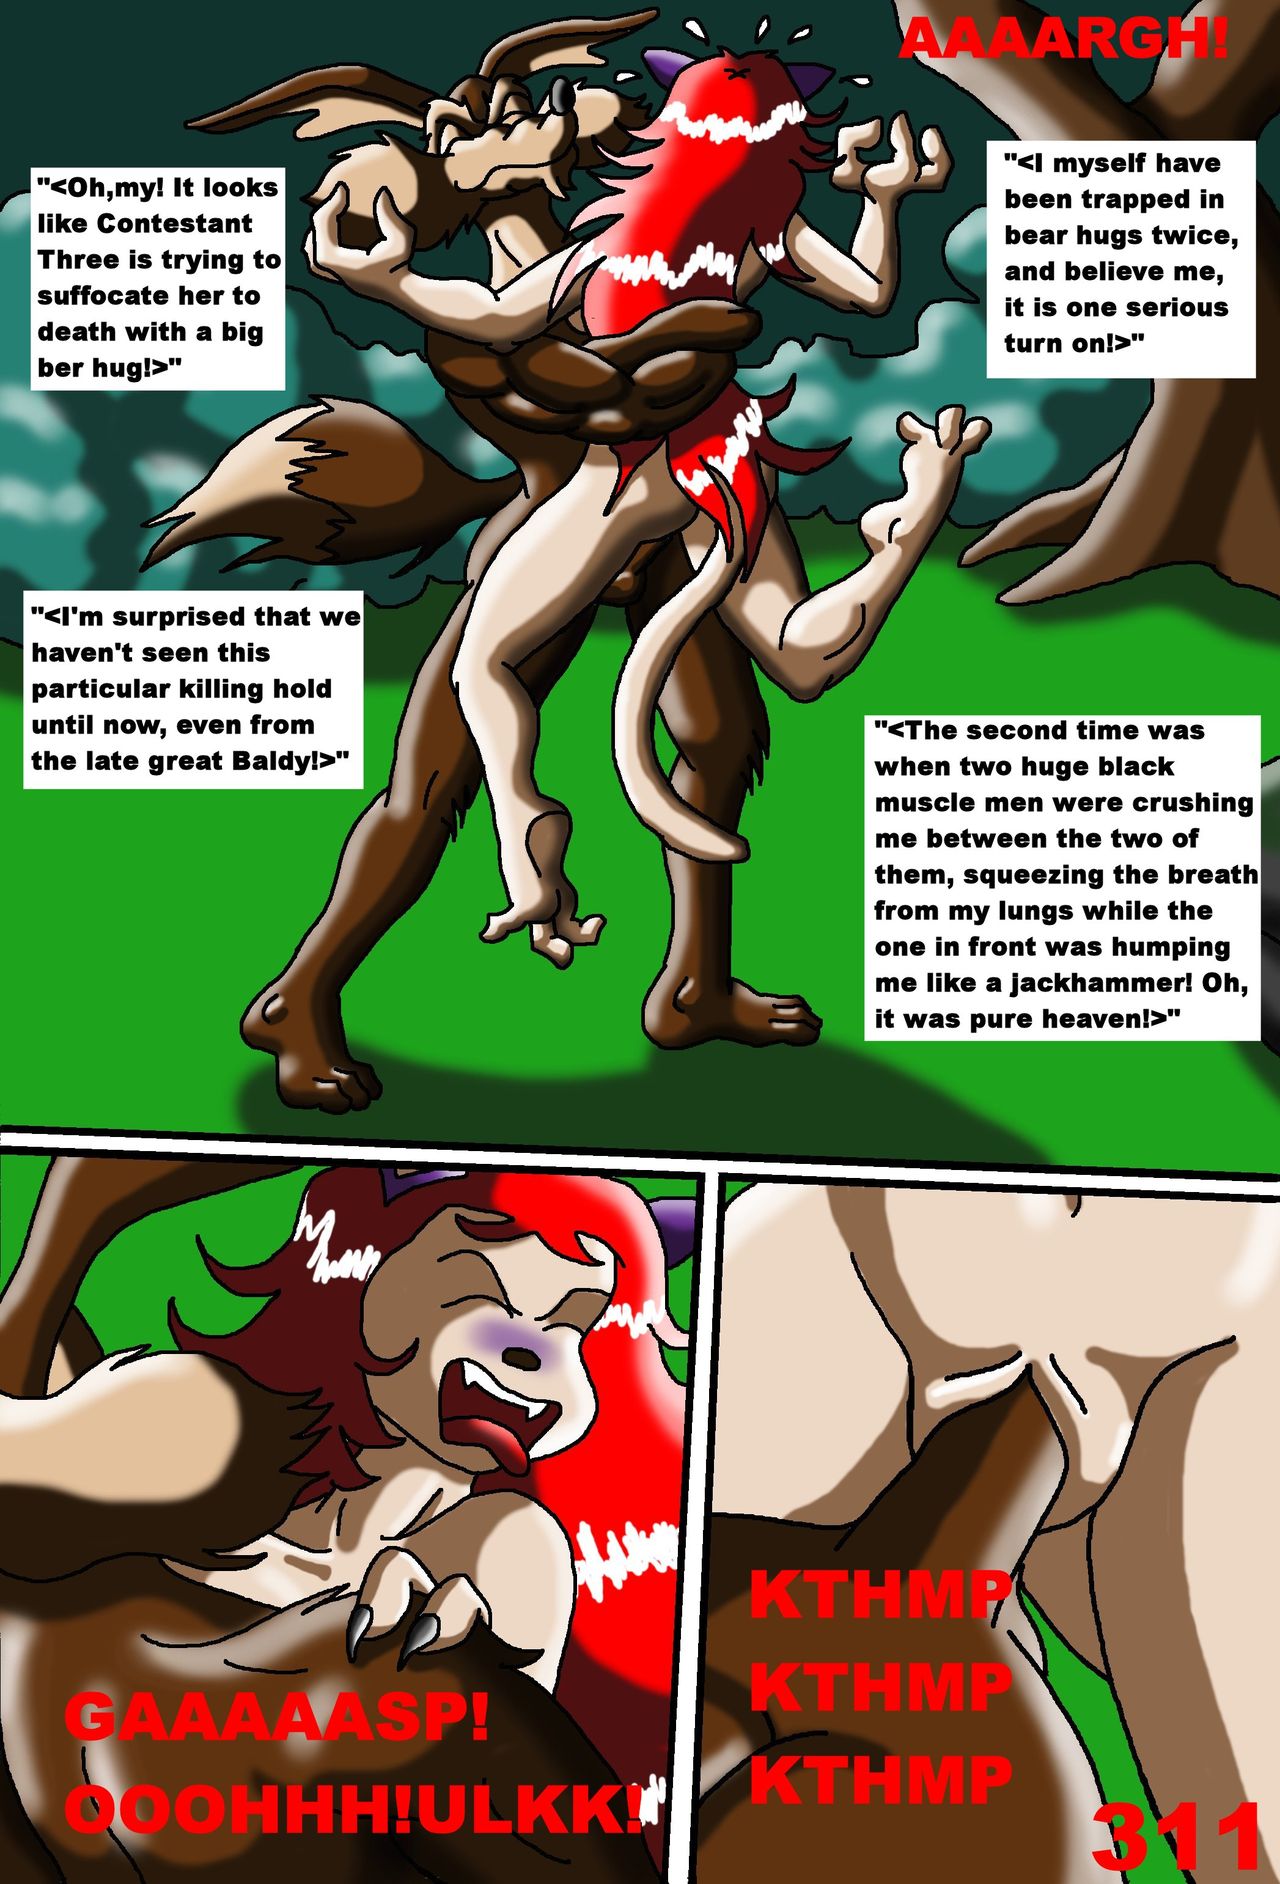 AAAARGH!
"<Oh,my! It looks
like Contestant
Three is trying to
suffocate her to
death with a big
ber hug!>"
"<I myself have
been trapped in
bear hugs twice,
and believe me,
it is one serious
turn on!>"
"<I'm surprised that we
haven't seen this
particular killing hold
until now, even from
the late great Baldy!>"
"<The second time was
when two huge black
muscle men were crushing
me between the two of
them, squeezing the breath
from my lungs while the
one in front was humping
me like a jackhammer! Oh,
it was pure heaven!>"
GAAAAASP!
OOOHHH!ULKK!
KTHMP
KTHMP
KTHMP
311